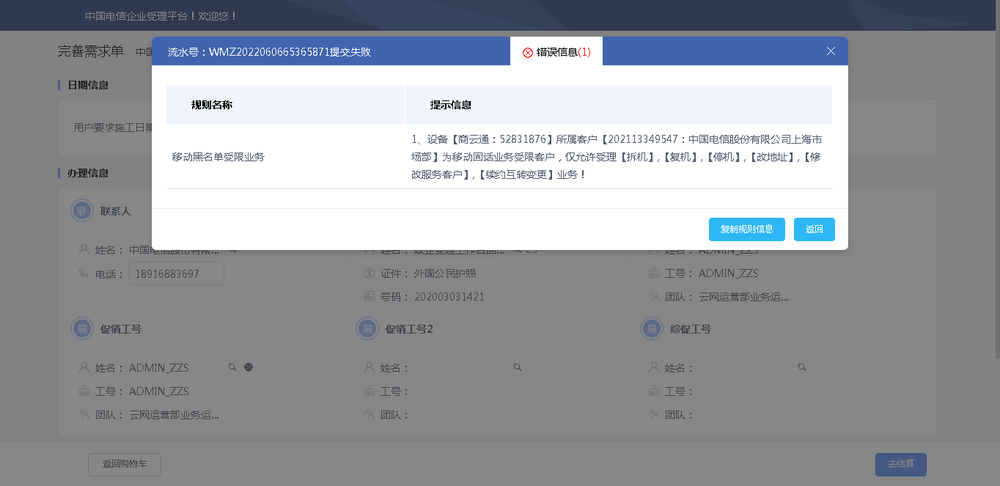 中国电信企业受理平台！欢迎您！
完善需求单 中国
流水号：WMZ2022060665365871提交失败
错误信息(1)
日期信息
规则名称 提示信息
用户要求施工日期
移动黑名单受限业务
1、设备【商云通：52831876】所属客户【202113349547：中国电信股份有限公司上海市
场部】为移动固话业务受限客户，仅允许受理【拆机】,【复机】,【停机】,【改地址】,【修
改服务客户】,【续约互转变更】业务！
办理信息
联 联系人
复制规则信息 返回
姓名： 中国电信股份有限...
姓名： 政企受理工作台固...
姓名： ADMIN_ZZS
电话： 18916883697
证件： 外国公民护照
工号： ADMIN_ZZS
号码： 202003031421
团队： 云网运营部业务运...
展 促销工号
展 促销工号2
展 综促工号
姓名： ADMIN_ZZS
姓名：
姓名：
工号： ADMIN_ZZS
工号：
工号：
团队： 云网运营部业务运...
团队：
团队：
返回购物车
去结算